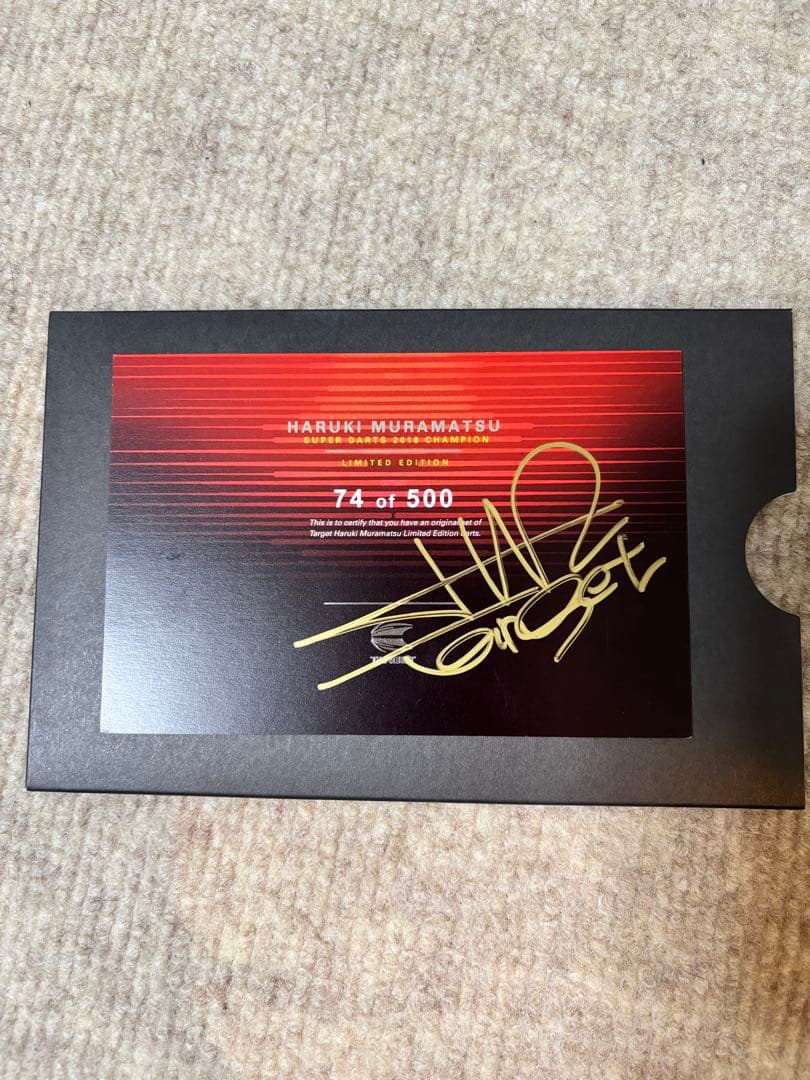 HARUKI MURAMATSU
SUPER DARTS 2018 CHAMPION
LIMITED EDITION
74 of 500
This is to certify that you have an original set of
Target Haruki Muramatsu Limited Edition darts.
Target